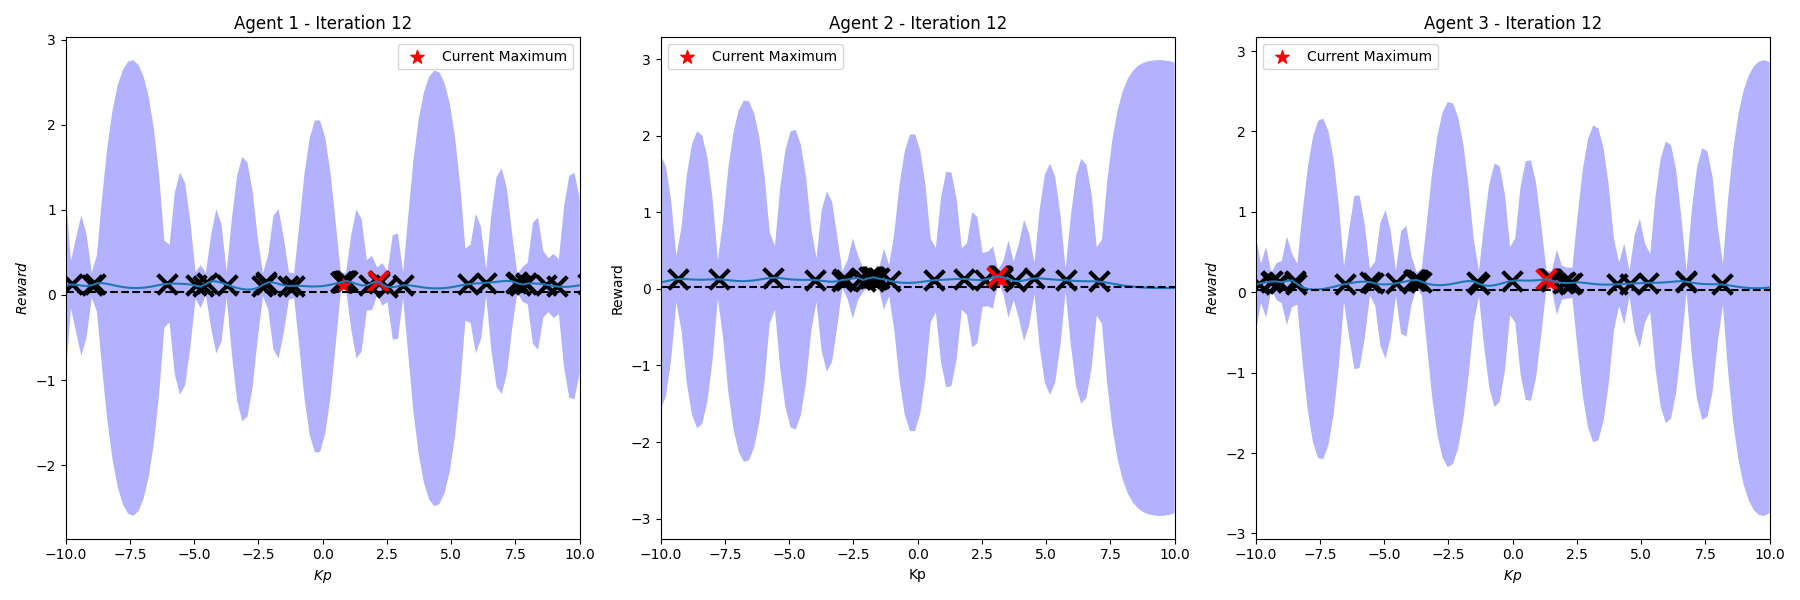 Agent 1 - Iteration 12
Current Maximum
3
2
1
0
−1
−2
Reward
−10.0 −7.5 −5.0 −2.5 0.0 2.5 5.0 7.5 10.0
Kp
Agent 2 - Iteration 12
Current Maximum
3
2
1
0
−1
−2
−3
Reward
−10.0 −7.5 −5.0 −2.5 0.0 2.5 5.0 7.5 10.0
Kp
Agent 3 - Iteration 12
Current Maximum
3
2
1
0
−1
−2
−3
Reward
−10.0 −7.5 −5.0 −2.5 0.0 2.5 5.0 7.5 10.0
Kp